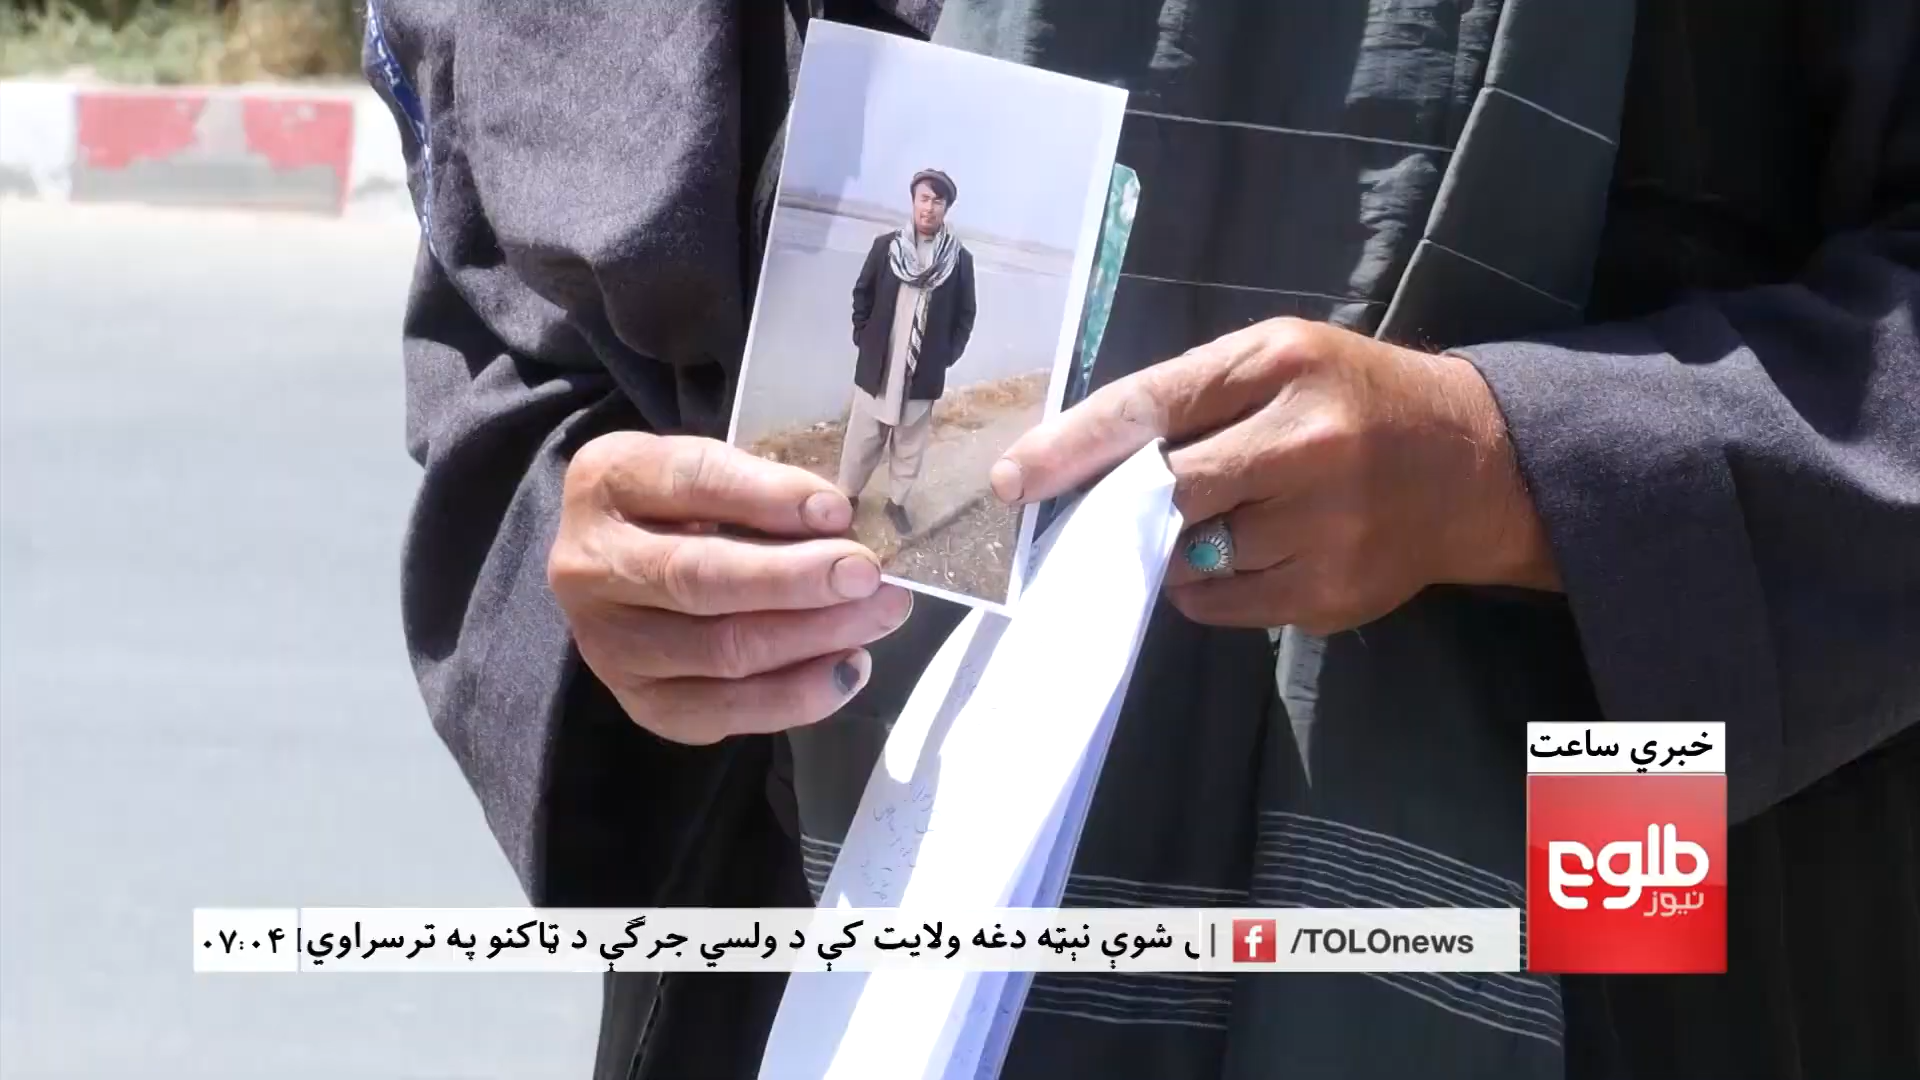 خبري ساعت
طلوع
نیوز
شوې نېټه دغه ولایت کې د ولسي جرګې د ټاکنو په ترسراوي
/TOLOnews
۰۷:۰۴